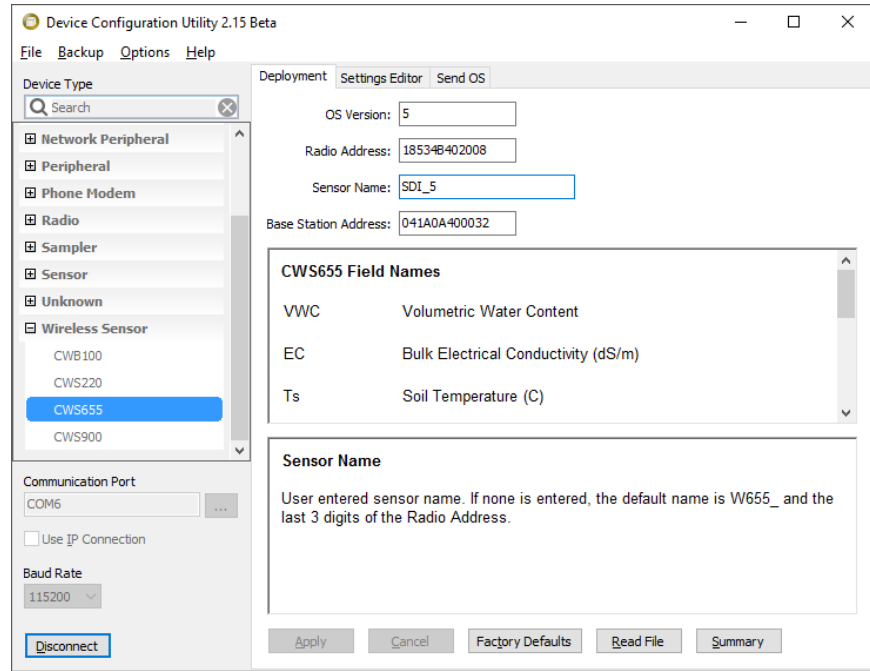 Device Configuration Utility 2.15 Beta
File Backup Options Help
Device Type
Search
Network Peripheral
Peripheral
Phone Modem
Radio
Sampler
Sensor
Unknown
Wireless Sensor
CWB100
CWS220
CWS655
CWS900
Communication Port
COM6
...
Use IP Connection
Baud Rate
115200
Disconnect
Deployment Settings Editor Send OS
OS Version: 5
Radio Address: 18534B402008
Sensor Name: SDI_5
Base Station Address: 041A0A400032
CWS655 Field Names
VWC Volumetric Water Content
EC Bulk Electrical Conductivity (dS/m)
Ts Soil Temperature (C)
Sensor Name
User entered sensor name. If none is entered, the default name is W655_ and the
last 3 digits of the Radio Address.
Apply Cancel Factory Defaults Read File Summary